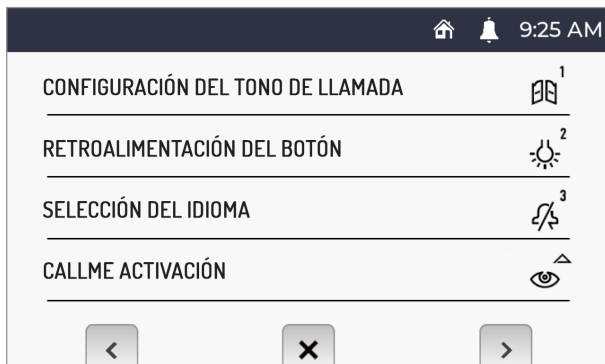 9:25 AM
CONFIGURACIÓN DEL TONO DE LLAMADA 1
RETROALIMENTACIÓN DEL BOTÓN 2
SELECCIÓN DEL IDIOMA 3
CALLME ACTIVACIÓN